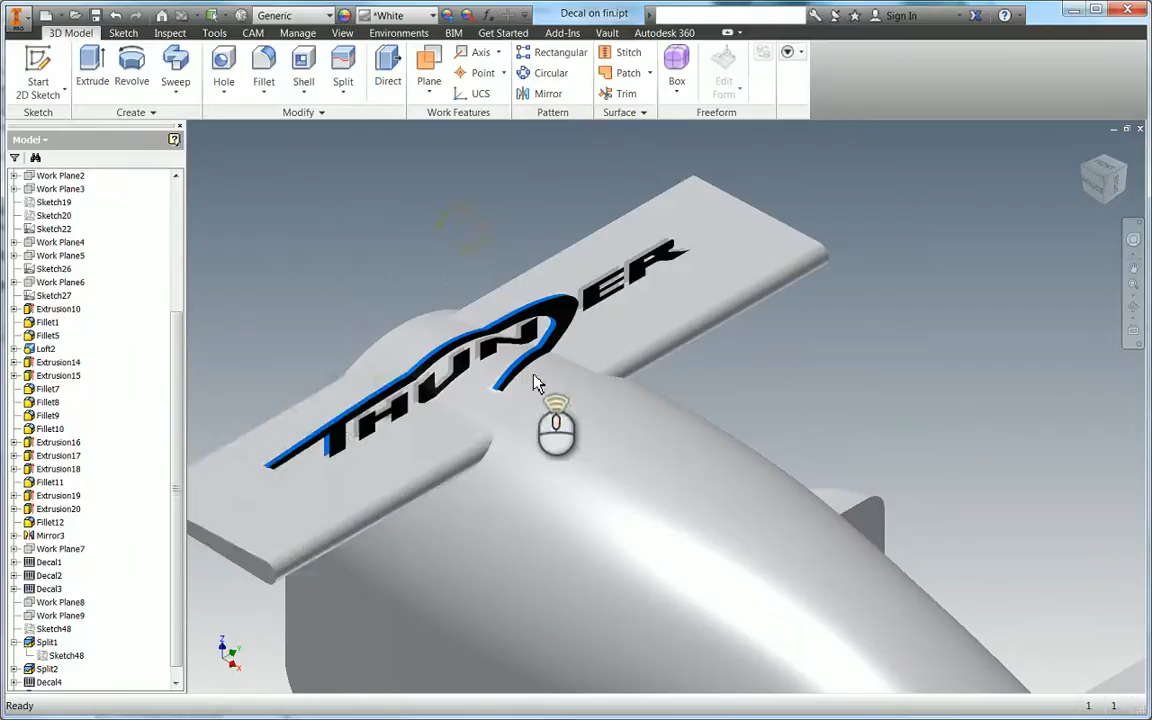 Generic
*White
Decal on fin.ipt
Sign In
3D Model
Sketch
Inspect
Tools
CAM
Manage
View
Environments
BIM
Get Started
Add-Ins
Vault
Autodesk 360
PRO
Start
2D Sketch
Extrude
Revolve
Sweep
Hole
Fillet
Shell
Split
Direct
Plane
Axis
Point
UCS
Rectangular
Circular
Mirror
Stitch
Patch
Trim
Box
Edit
Form
Sketch
Create
Modify
Work Features
Pattern
Surface
Freeform
Model
Work Plane2
Work Plane3
Sketch19
Sketch20
Sketch22
Work Plane4
Work Plane5
Sketch26
Work Plane6
Sketch27
Extrusion10
Fillet1
Fillet5
Loft2
Extrusion14
Extrusion15
Fillet7
Fillet8
Fillet9
Fillet10
Extrusion16
Extrusion17
Extrusion18
Fillet11
Extrusion19
Extrusion20
Fillet12
Mirror3
Work Plane7
Decal1
Decal2
Decal3
Work Plane8
Work Plane9
Sketch48
Split1
Sketch48
Split2
Decal4
THUNDER
FRONT
Z
Y
X
Ready
1 1